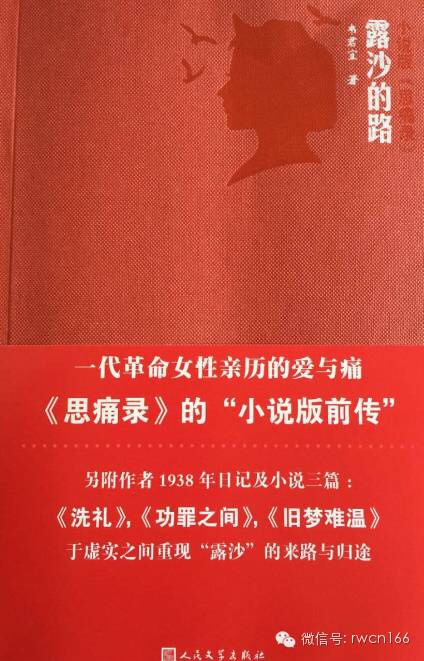 小说版《思痛录》
露沙的路
韦君宜 著
一代革命女性亲历的爱与痛
《思痛录》的“小说版前传”
另附作者1938年日记及小说三篇：
《洗礼》，《功罪之间》，《旧梦难温》
于虚实之间重现“露沙”的来路与归途
人民文学出版社
微信号: rwcn166